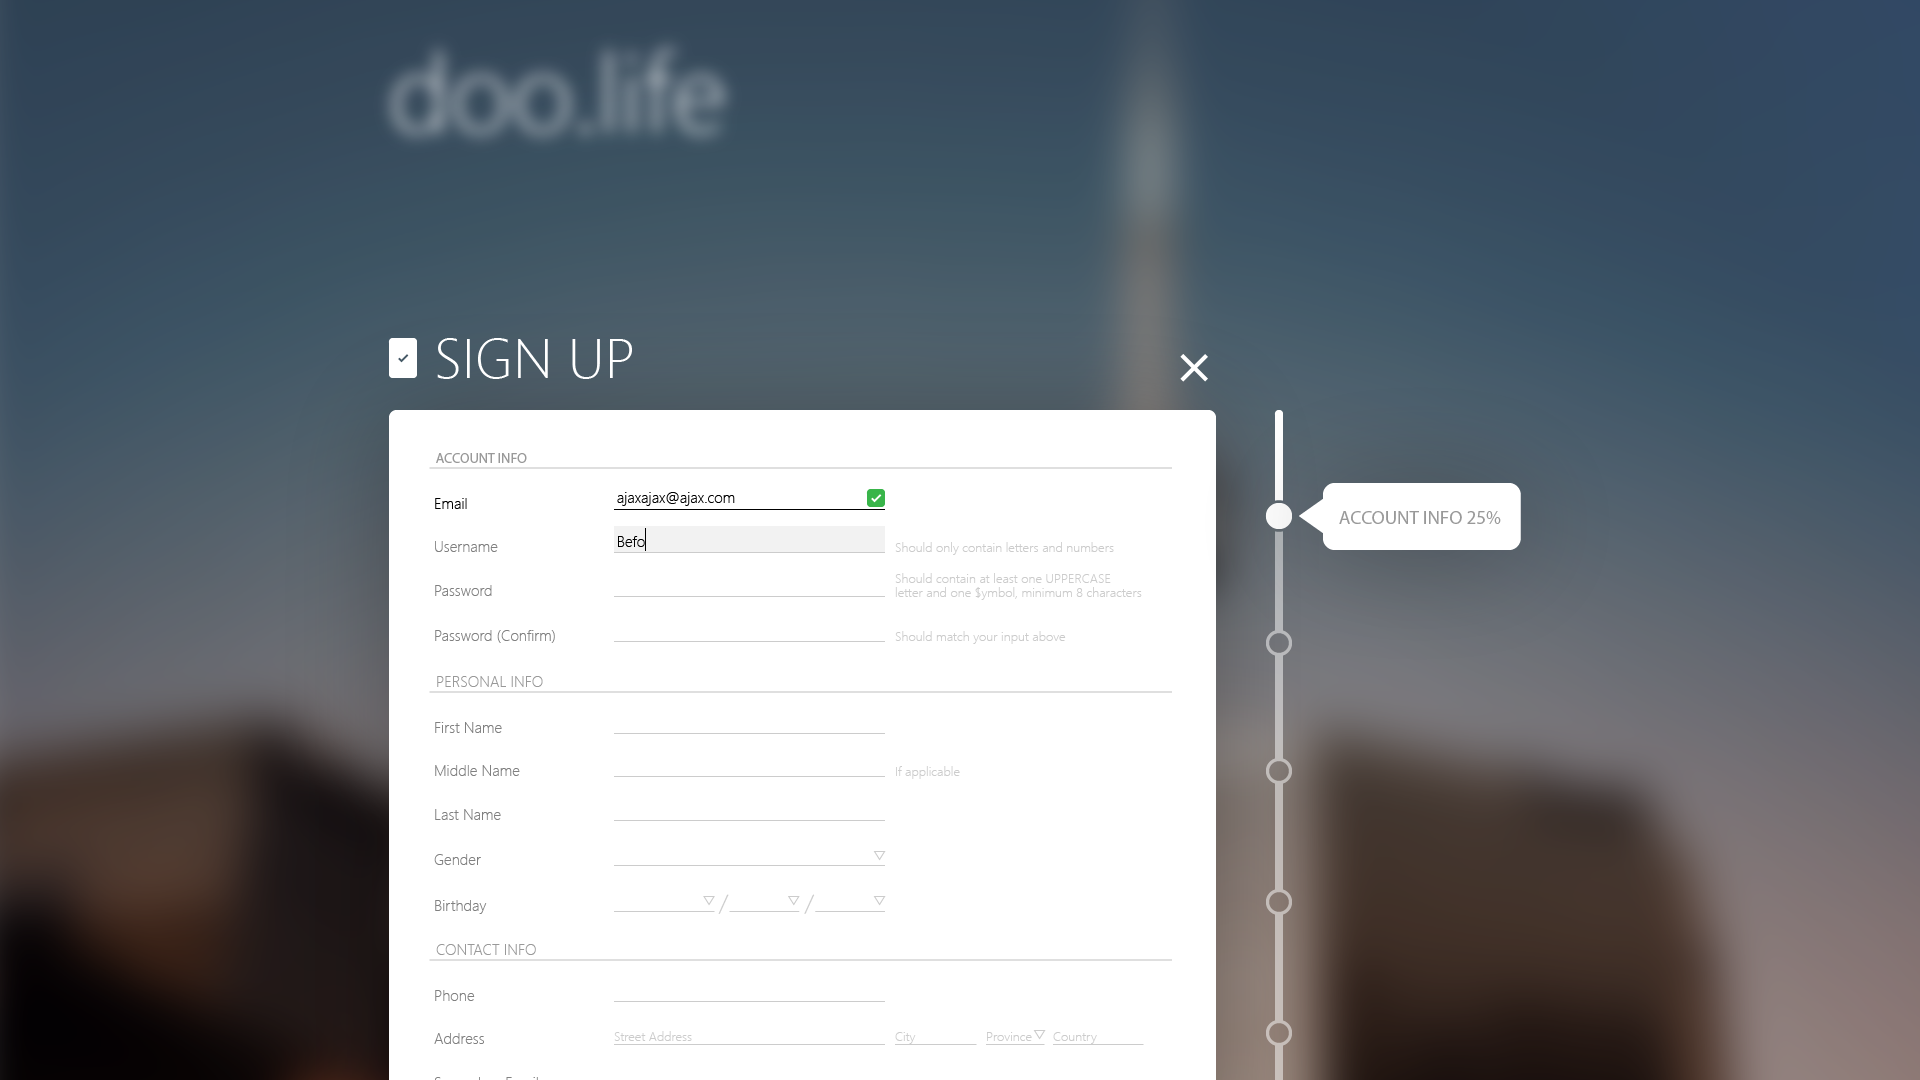 doo.life
SIGN UP
ACCOUNT INFO
Email ajaxajax@ajax.com
Username Befo Should only contain letters and numbers
Password Should contain at least one UPPERCASE
letter and one $ymbol, minimum 8 characters
Password (Confirm) Should match your input above
ACCOUNT INFO 25%
PERSONAL INFO
First Name
Middle Name If applicable
Last Name
Gender
Birthday / /
CONTACT INFO
Phone
Address Street Address City Province Country